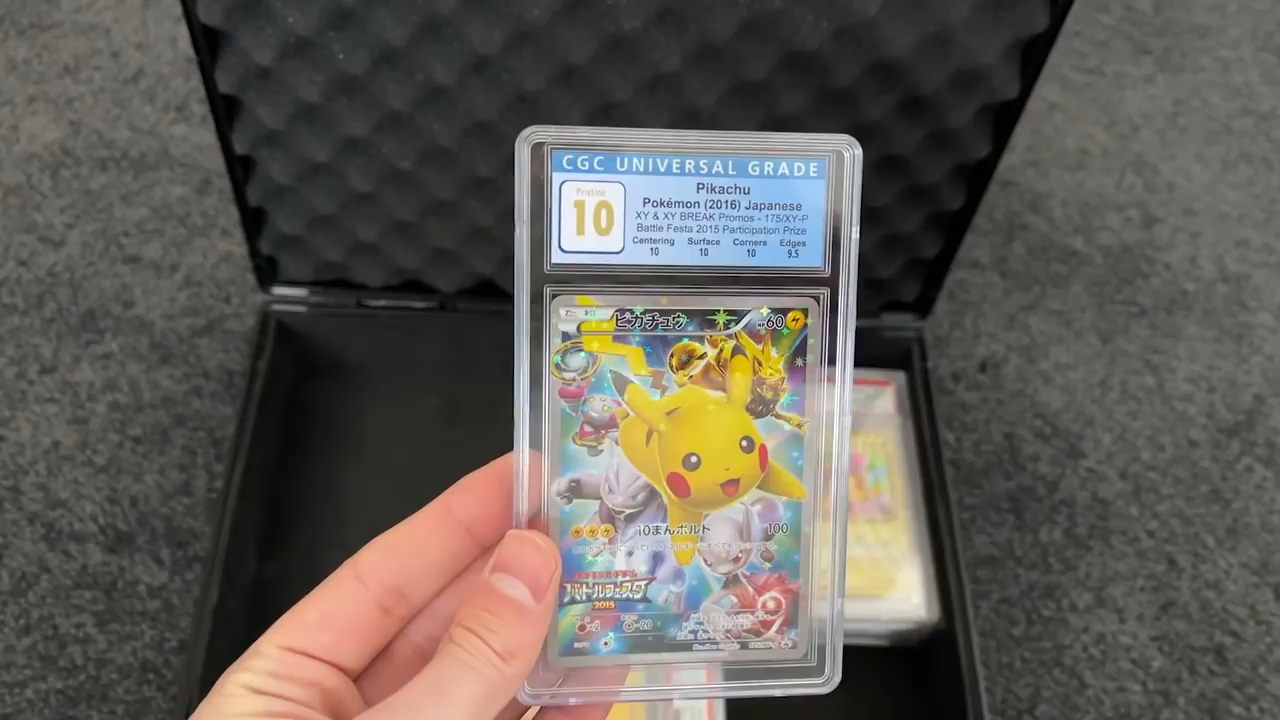 CGC UNIVERSAL GRADE
Pristine
10
Pikachu
Pokémon (2016) Japanese
XY & XY BREAK Promos - 175/XY-P
Battle Festa 2015 Participation Prize
Centering Surface Corners Edges
10 10 10 9.5
ピカチュウ HP60
10まんボルト 100
バトルフェスタ
2015
-20